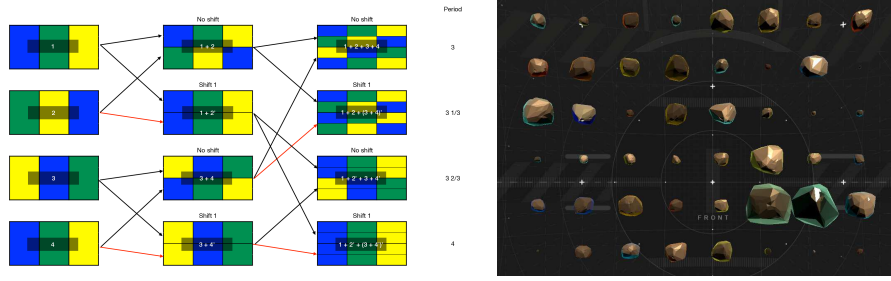 No shift No shift Period
1 1 + 2 1 + 2 + 3 + 4 3
Shift 1 Shift 1
2 1 + 2' 1 + 2 + (3 + 4)' 3 1/3
No shift No shift
3 3 + 4 1 + 2' + 3 + 4' 3 2/3
Shift 1 Shift 1
4 3 + 4' 1 + 2' + (3 + 4')' 4
FRONT